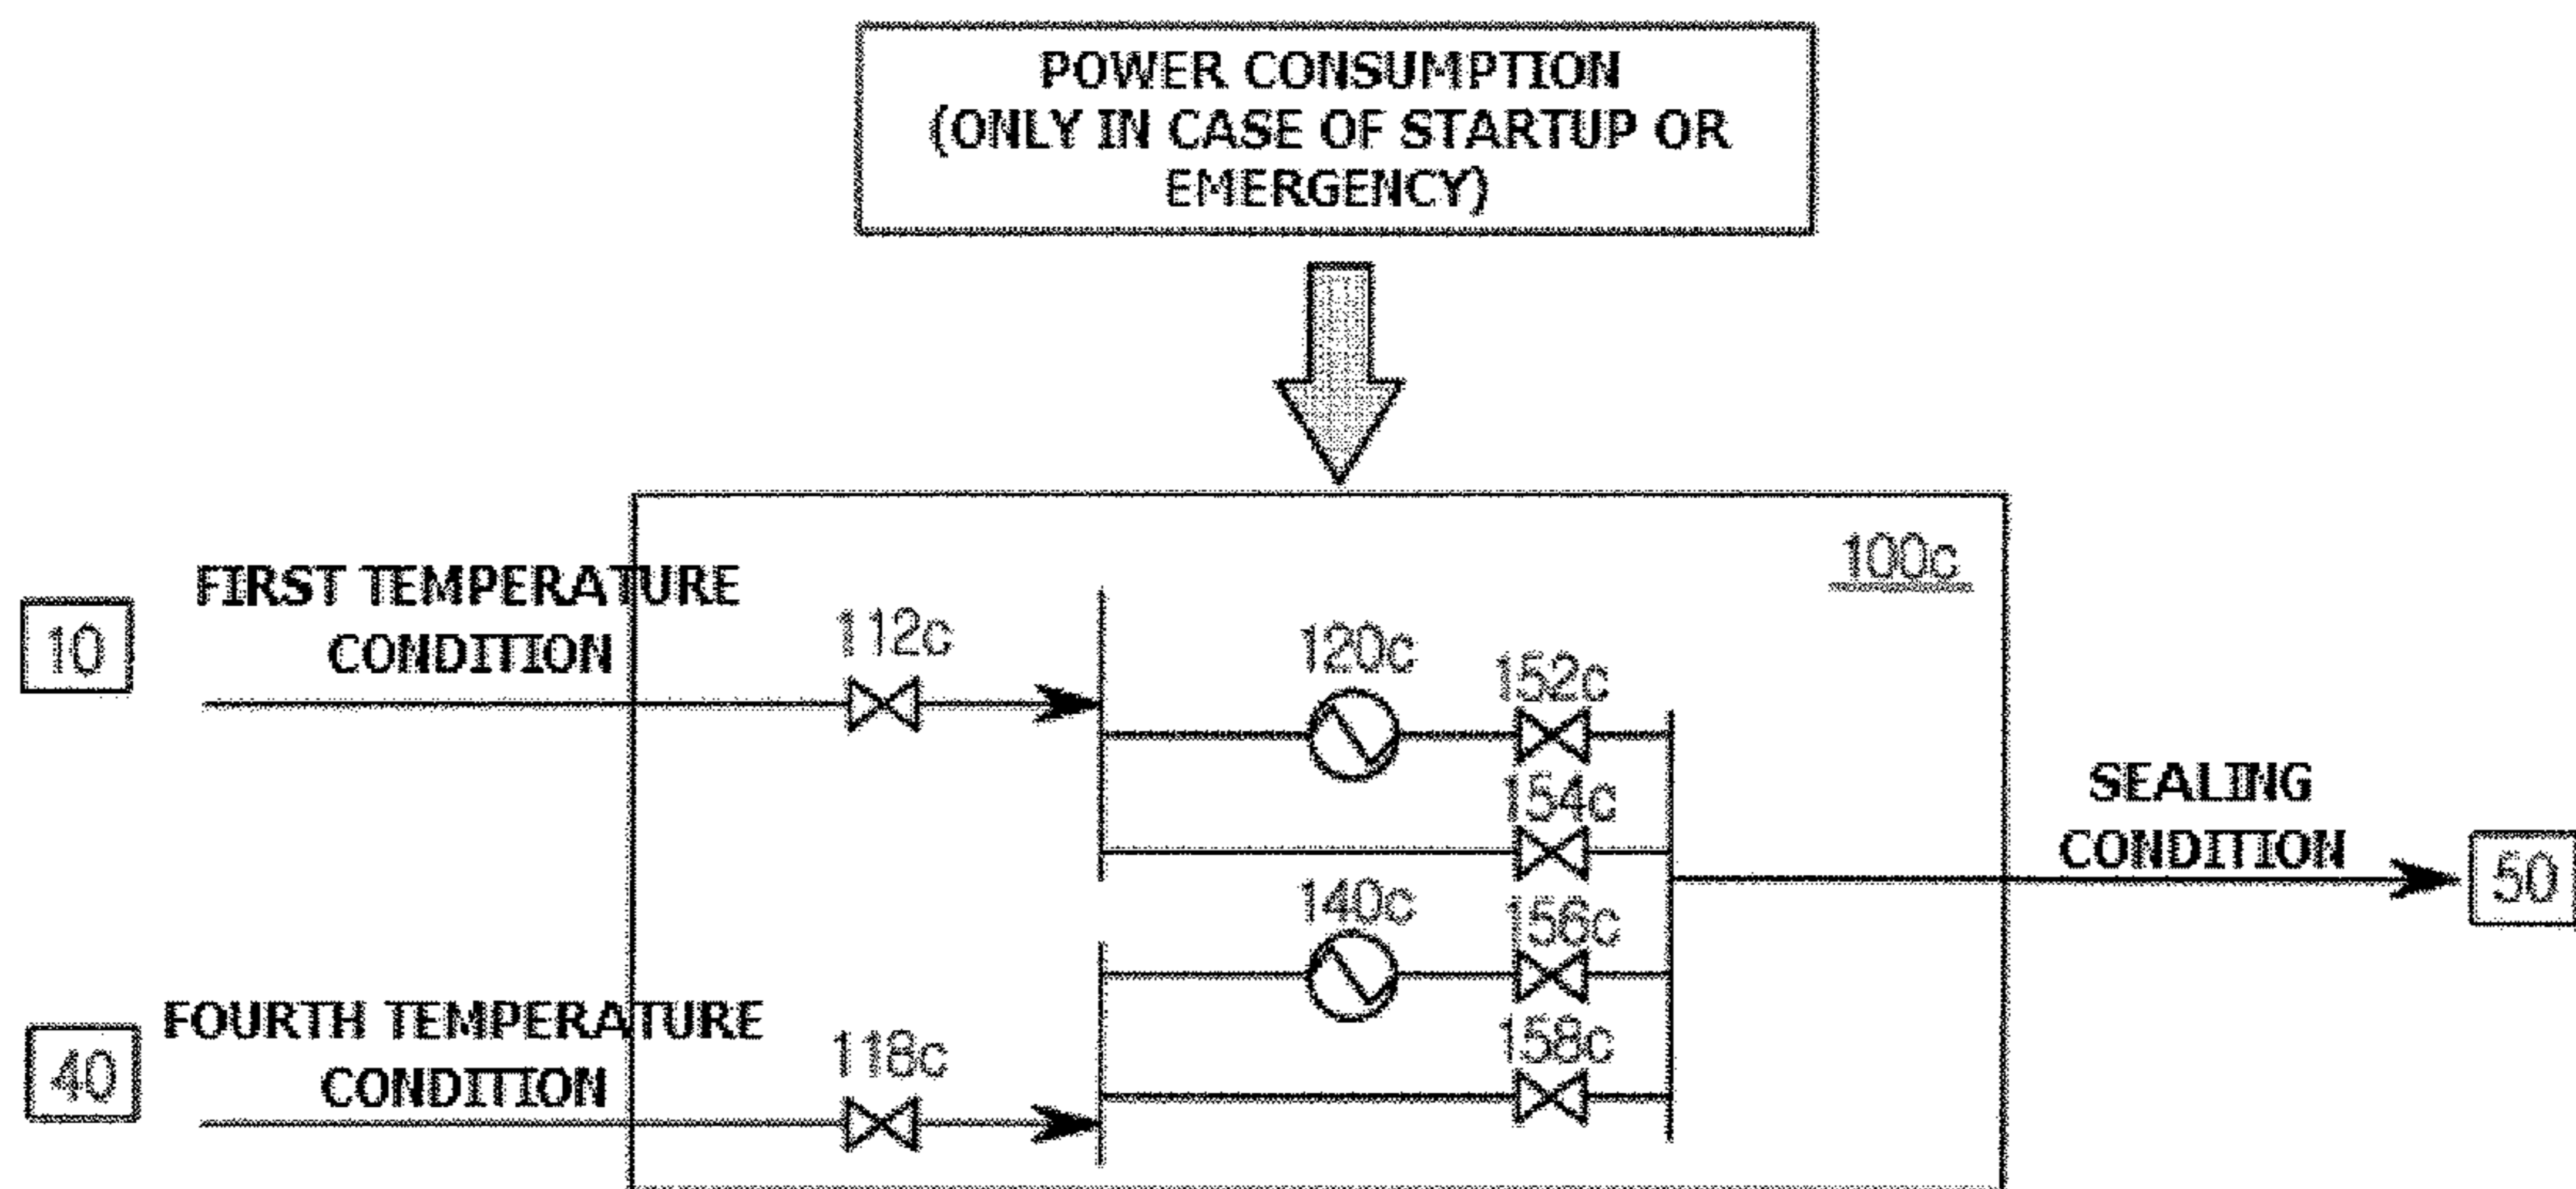 POWER CONSUMPTION
(ONLY IN CASE OF STARTUP OR
EMERGENCY)
100c
10
FIRST TEMPERATURE
CONDITION
112c
120c
152c
154c
SEALING
CONDITION
50
140c
156c
40
FOURTH TEMPERATURE
CONDITION
118c
158c